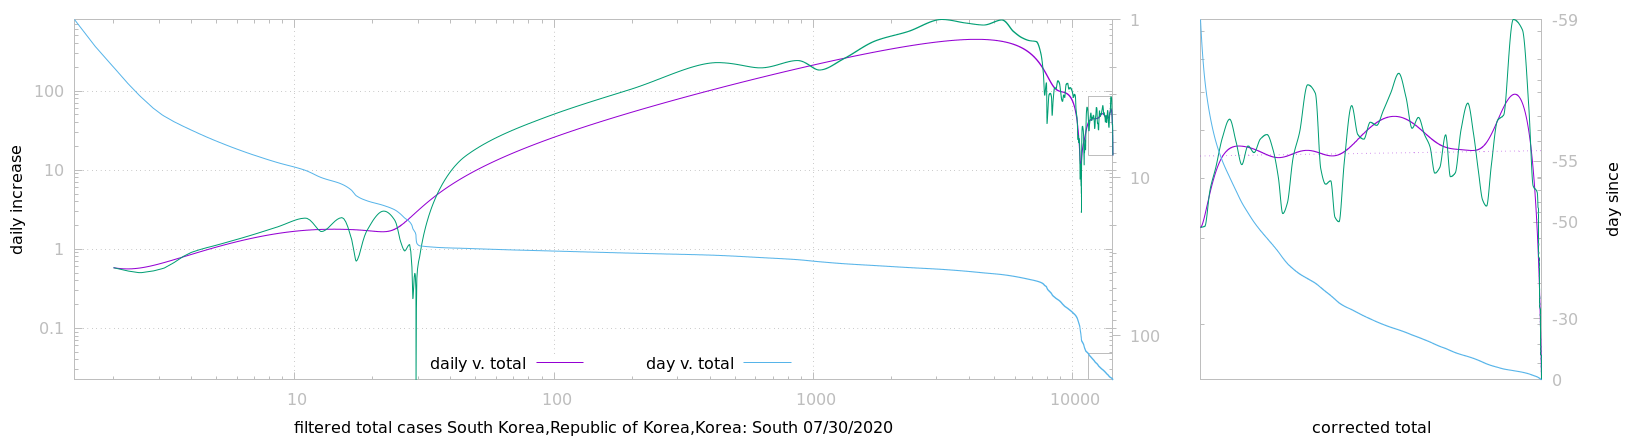 daily increase
100
10
1
0.1
daily v. total
day v. total
10
100
1000
10000
filtered total cases South Korea,Republic of Korea,Korea: South 07/30/2020
1
10
100
-59
-55
-50
-30
0
day since
corrected total